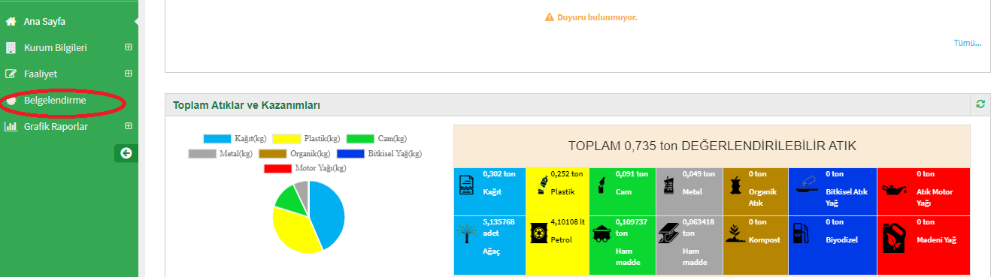 Ana Sayfa
Kurum Bilgileri
Faaliyet
Belgelendirme
Grafik Raporlar
Duyuru bulunmuyor.
Tümü...
Toplam Atıklar ve Kazanımları
Kağıt(kg) Plastik(kg) Cam(kg)
Metal(kg) Organik(kg) Bitkisel Yağ(kg)
Motor Yağı(kg)
TOPLAM 0,735 ton DEĞERLENDİRİLEBİLİR ATIK
0,302 ton
Kağıt
0,252 ton
Plastik
0,091 ton
Cam
0,049 ton
Metal
0 ton
Organik
Atık
0 ton
Bitkisel Atık
Yağ
0 ton
Atık Motor
Yağı
5,135768
adet
Ağaç
4,10108 lt
Petrol
0,109737
ton
Ham
madde
0,063418
ton
Ham
madde
0 ton
Kompost
0 ton
Biyodizel
0 ton
Madeni Yağ